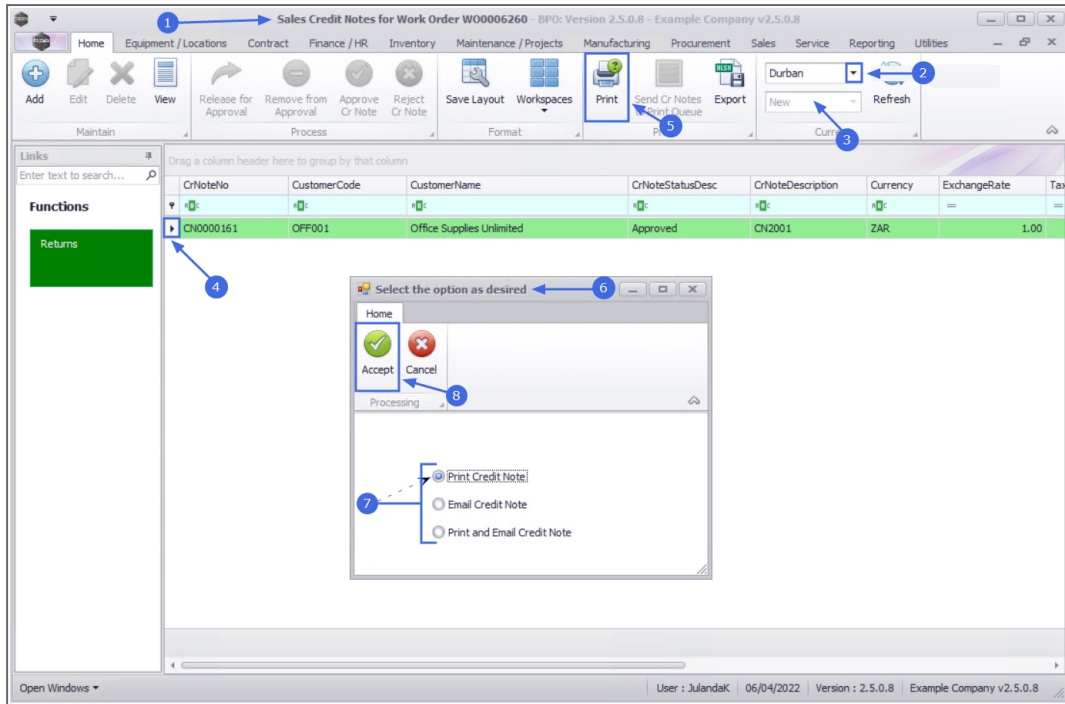 1
Sales Credit Notes for Work Order WO0006260 - BPO: Version 2.5.0.8 - Example Company v2.5.0.8
Home Equipment / Locations Contract Finance / HR Inventory Maintenance / Projects Manufacturing Procurement Sales Service Reporting Utilities
Add Edit Delete View
Release for Approval
Remove from Approval
Approve Cr Note
Reject Cr Note
Save Layout Workspaces
Print
Send Cr Notes
Print Queue
Export
Durban
2
New
Refresh
5
3
Maintain Process Format
Links
Enter text to search...
Drag a column header here to group by that column
CrNoteNo CustomerCode CustomerName CrNoteStatusDesc CrNoteDescription Currency ExchangeRate Tax
Functions
= =
CN0000161 OFF001 Office Supplies Unlimited Approved CN2001 ZAR 1.00
Returns
4
Select the option as desired
6
Home
Accept Cancel
8
Processing
Print Credit Note
7
Email Credit Note
Print and Email Credit Note
Open Windows User : JulandaK 06/04/2022 Version : 2.5.0.8 Example Company v2.5.0.8